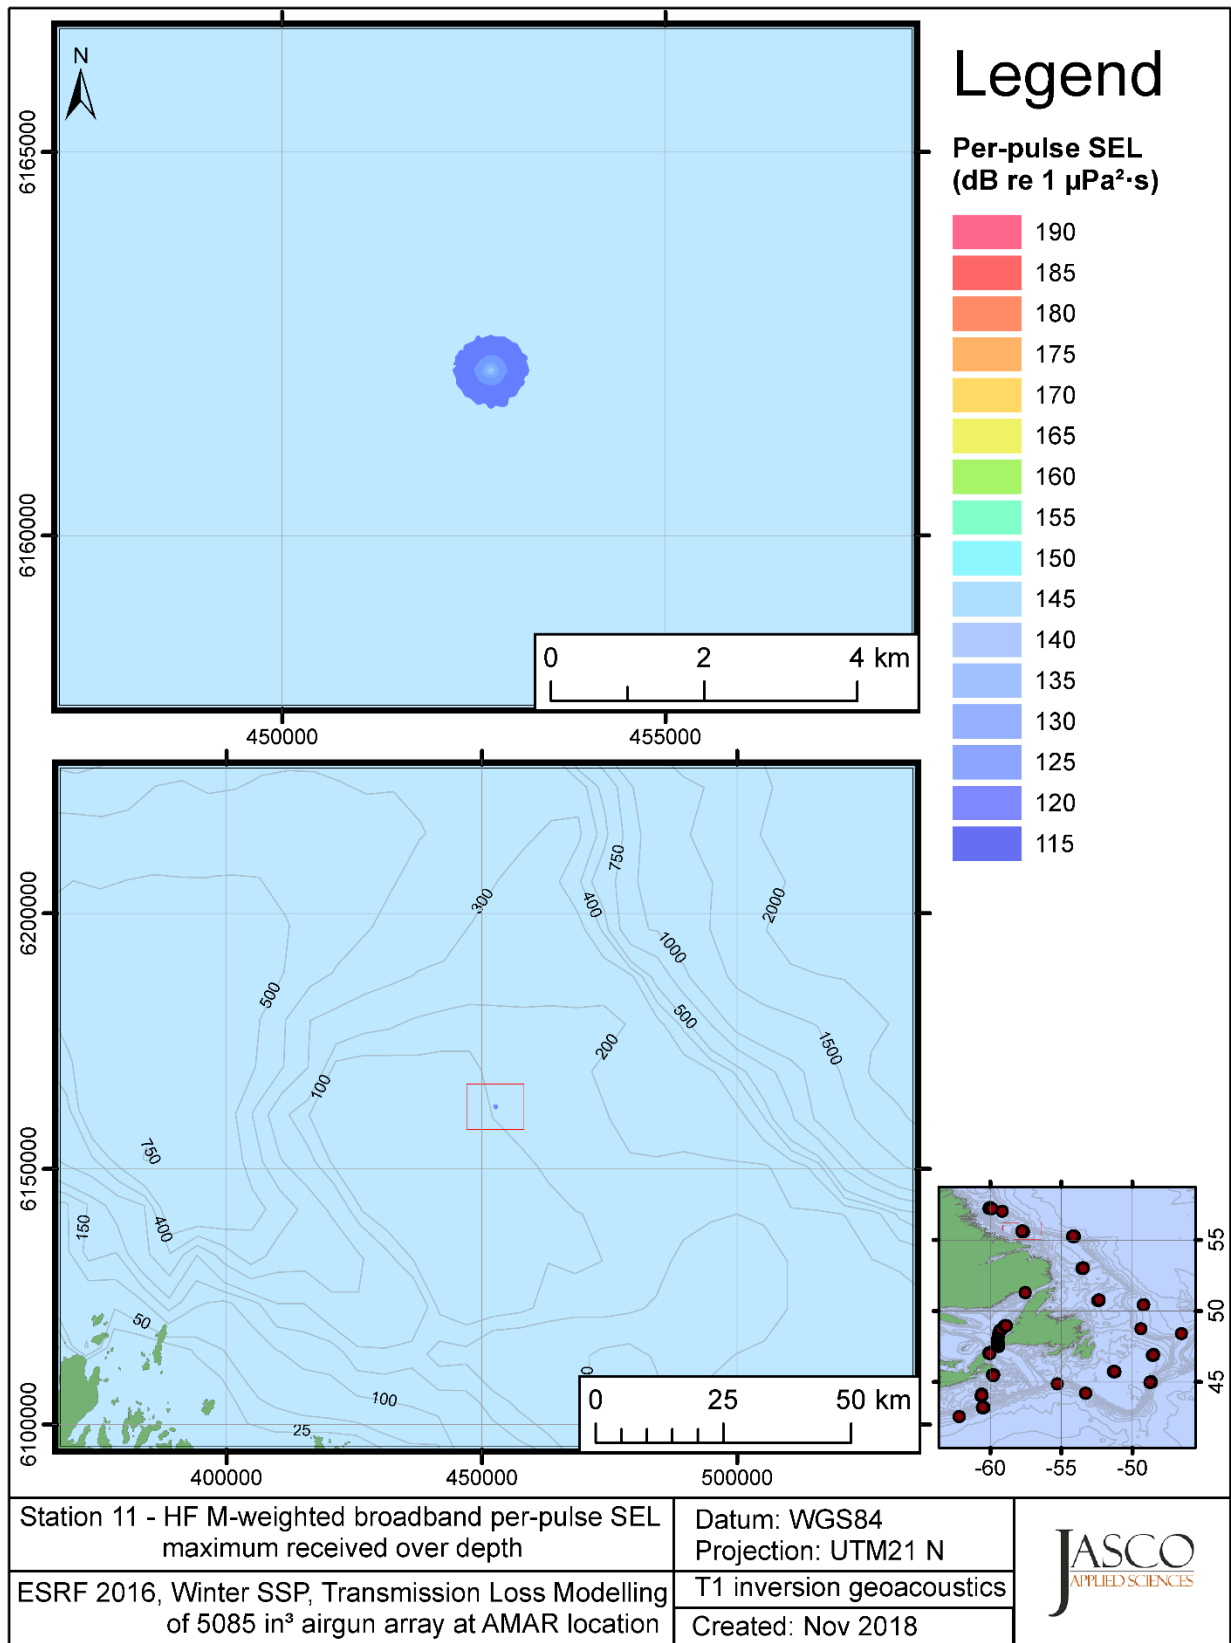 N
6165000
6160000
0 2 4 km
450000 455000
Legend
Per-pulse SEL
(dB re 1 µPa²·s)
190
185
180
175
170
165
160
155
150
145
140
135
130
125
120
115
6200000
6150000
6100000
750
300
400
2000
1000
500
500
200
1500
100
750
150
400
50
100
25
0 25 50 km
400000 450000 500000
55
50
45
-60 -55 -50
Station 11 - HF M-weighted broadband per-pulse SEL
maximum received over depth
ESRF 2016, Winter SSP, Transmission Loss Modelling
of 5085 in³ airgun array at AMAR location
Datum: WGS84
Projection: UTM21 N
T1 inversion geoacoustics
Created: Nov 2018
JASCO
APPLIED SCIENCES